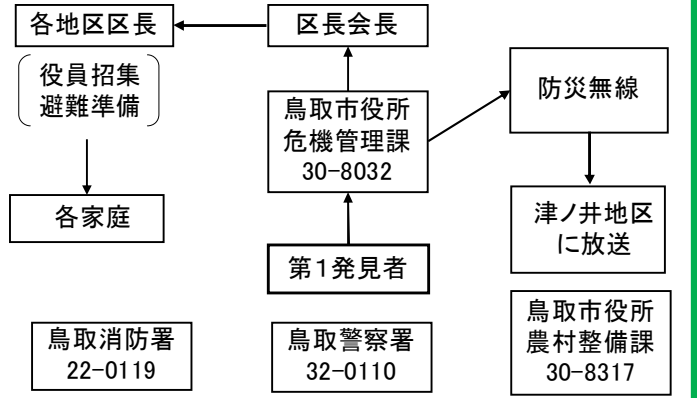 各地区区長
区長会長
役員招集
避難準備
防災無線
鳥取市役所
危機管理課
30-8032
各家庭
津ノ井地区
に放送
第1発見者
鳥取消防署
22-0119
鳥取警察署
32-0110
鳥取市役所
農村整備課
30-8317